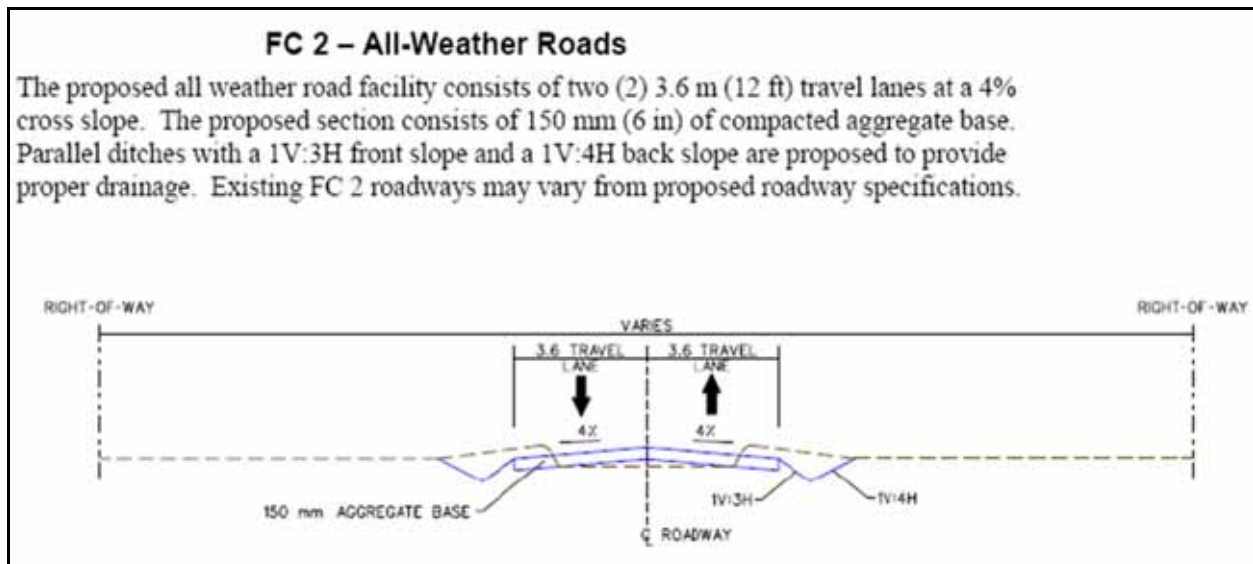 FC 2 – All-Weather Roads
The proposed all weather road facility consists of two (2) 3.6 m (12 ft) travel lanes at a 4%
cross slope.  The proposed section consists of 150 mm (6 in) of compacted aggregate base.
Parallel ditches with a 1V:3H front slope and a 1V:4H back slope are proposed to provide
proper drainage.  Existing FC 2 roadways may vary from proposed roadway specifications.
RIGHT-OF-WAY
RIGHT-OF-WAY
VARIES
3.6 TRAVEL
LANE
3.6 TRAVEL
LANE
4%
4%
150 mm AGGREGATE BASE
1V:3H
1V:4H
℄ ROADWAY